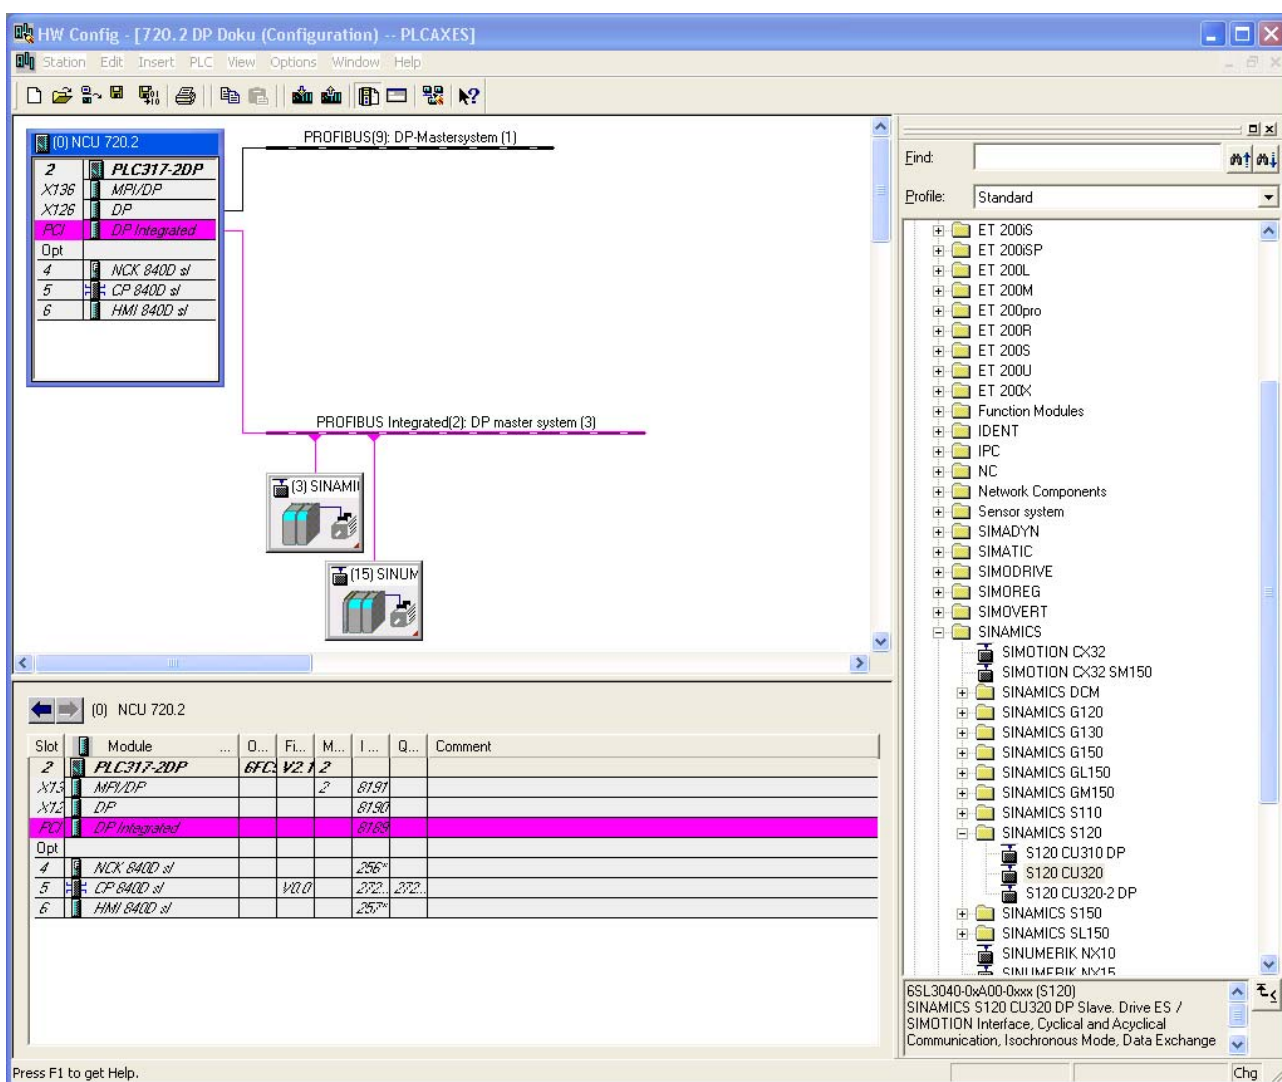 HW Config - [720.2 DP Doku (Configuration) -- PLCAXES]
Station Edit Insert PLC View Options Window Help
(0) NCU 720.2
2 PLC317-2DP
X136 MPI/DP
X126 DP
PCI DP Integrated
Opt
4 NCK 840D sl
5 CP 840D sl
6 HMI 840D sl
PROFIBUS(9): DP-Mastersystem (1)
PROFIBUS Integrated(2): DP master system (3)
(3) SINAMI
(15) SINUM
Find:
Profile: Standard
ET 200iS
ET 200iSP
ET 200L
ET 200M
ET 200pro
ET 200R
ET 200S
ET 200U
ET 200X
Function Modules
IDENT
IPC
NC
Network Components
Sensor system
SIMADYN
SIMATIC
SIMODRIVE
SIMOREG
SIMOVERT
SINAMICS
SIMOTION CX32
SIMOTION CX32 SM150
SINAMICS DCM
SINAMICS G120
SINAMICS G130
SINAMICS G150
SINAMICS GL150
SINAMICS GM150
SINAMICS S110
SINAMICS S120
S120 CU310 DP
S120 CU320
S120 CU320-2 DP
SINAMICS S150
SINAMICS SL150
SINUMERIK NX10
SINUMERIK NX15
6SL3040-0xA00-0xxx (S120)
SINAMICS S120 CU320 DP Slave. Drive ES /
SIMOTION Interface, Cyclical and Acyclical
Communication, Isochronous Mode, Data Exchange
(0) NCU 720.2
Slot Module ... O... Fi... M... I ... Q... Comment
2 PLC317-2DP 6FC: V2.1 2
X13 MPI/DP 2 8191
X12 DP 8190
PCI DP Integrated 8189
Opt
4 NCK 840D sl 256*
5 CP 840D sl V0.0 272.. 272..
6 HMI 840D sl 257*
Press F1 to get Help.
Chg